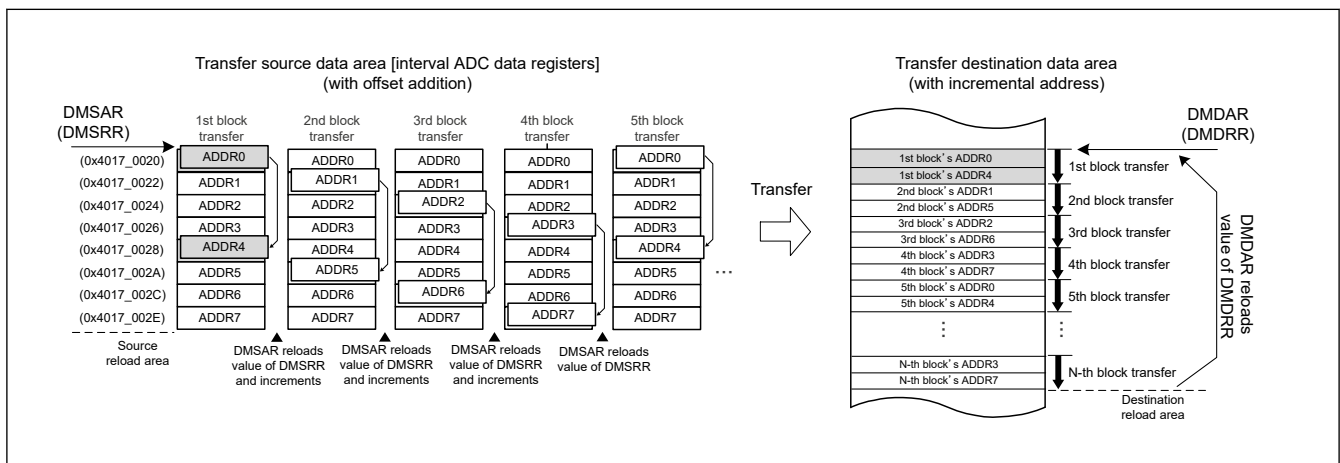 Transfer source data area [interval ADC data registers]
(with offset addition)
DMSAR
(DMSRR)
1st block
transfer
2nd block
transfer
3rd block
transfer
4th block
transfer
5th block
transfer
(0x4017_0020)
ADDR0
ADDR0
ADDR0
ADDR0
ADDR0
(0x4017_0022)
ADDR1
ADDR1
ADDR1
ADDR1
ADDR1
(0x4017_0024)
ADDR2
ADDR2
ADDR2
ADDR2
ADDR2
(0x4017_0026)
ADDR3
ADDR3
ADDR3
ADDR3
ADDR3
(0x4017_0028)
ADDR4
ADDR4
ADDR4
ADDR4
ADDR4
(0x4017_002A)
ADDR5
ADDR5
ADDR5
ADDR5
ADDR5
(0x4017_002C)
ADDR6
ADDR6
ADDR6
ADDR6
ADDR6
(0x4017_002E)
ADDR7
ADDR7
ADDR7
ADDR7
ADDR7
...
Source
reload area
DMSAR reloads
value of DMSRR
and increments
DMSAR reloads
value of DMSRR
and increments
DMSAR reloads
value of DMSRR
and increments
DMSAR reloads
value of DMSRR
Transfer
Transfer destination data area
(with incremental address)
DMDAR
(DMDRR)
1st block's ADDR0
1st block's ADDR4
1st block transfer
2nd block's ADDR1
2nd block's ADDR5
2nd block transfer
3rd block's ADDR2
3rd block's ADDR6
3rd block transfer
4th block's ADDR3
4th block's ADDR7
4th block transfer
5th block's ADDR0
5th block's ADDR4
5th block transfer
N-th block's ADDR3
N-th block's ADDR7
N-th block transfer
Destination
reload area
DMDAR reloads
value of DMDRR